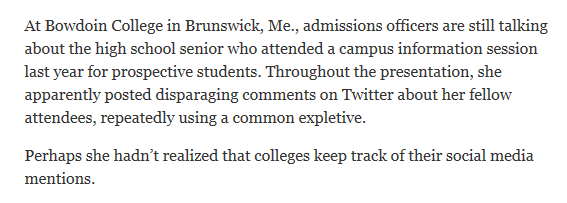 At Bowdoin College in Brunswick, Me., admissions officers are still talking
about the high school senior who attended a campus information session
last year for prospective students. Throughout the presentation, she
apparently posted disparaging comments on Twitter about her fellow
attendees, repeatedly using a common expletive.
Perhaps she hadn’t realized that colleges keep track of their social media
mentions.